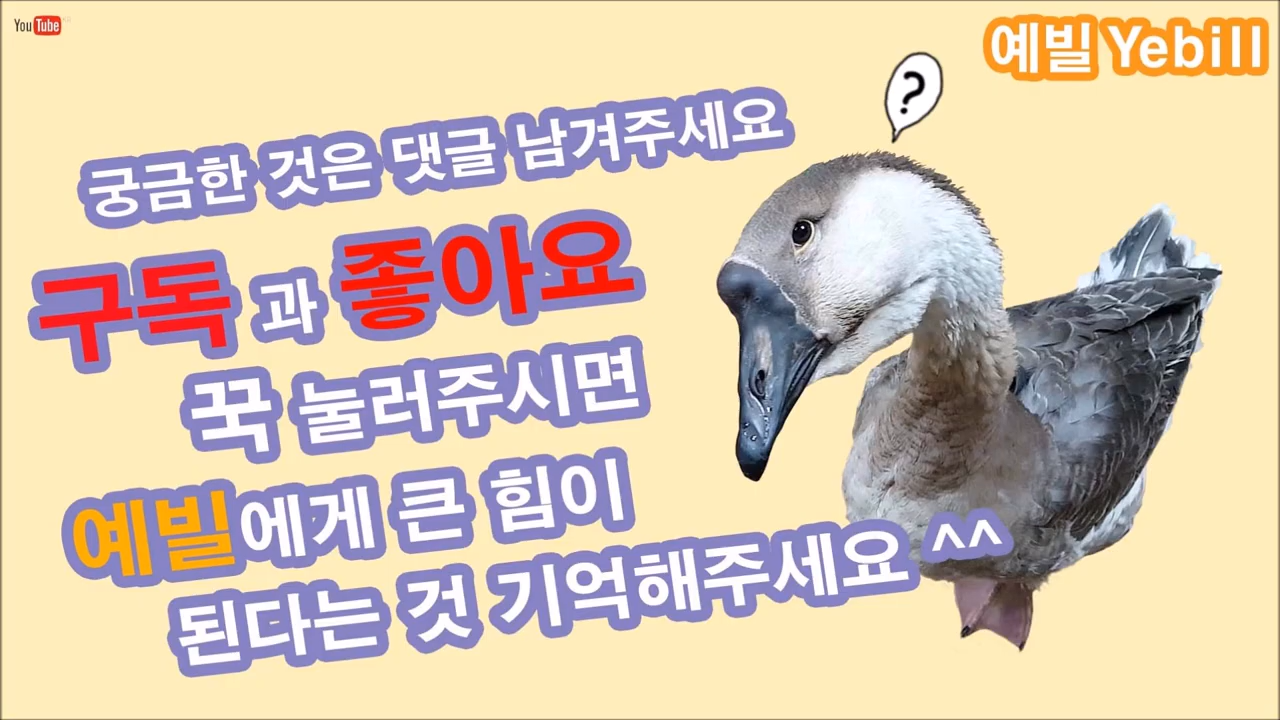 YouTube
예빌 Yebill
?
궁금한 것은 댓글 남겨주세요
구독 과 좋아요
꾹 눌러주시면
예빌에게 큰 힘이
된다는 것 기억해주세요 ^^